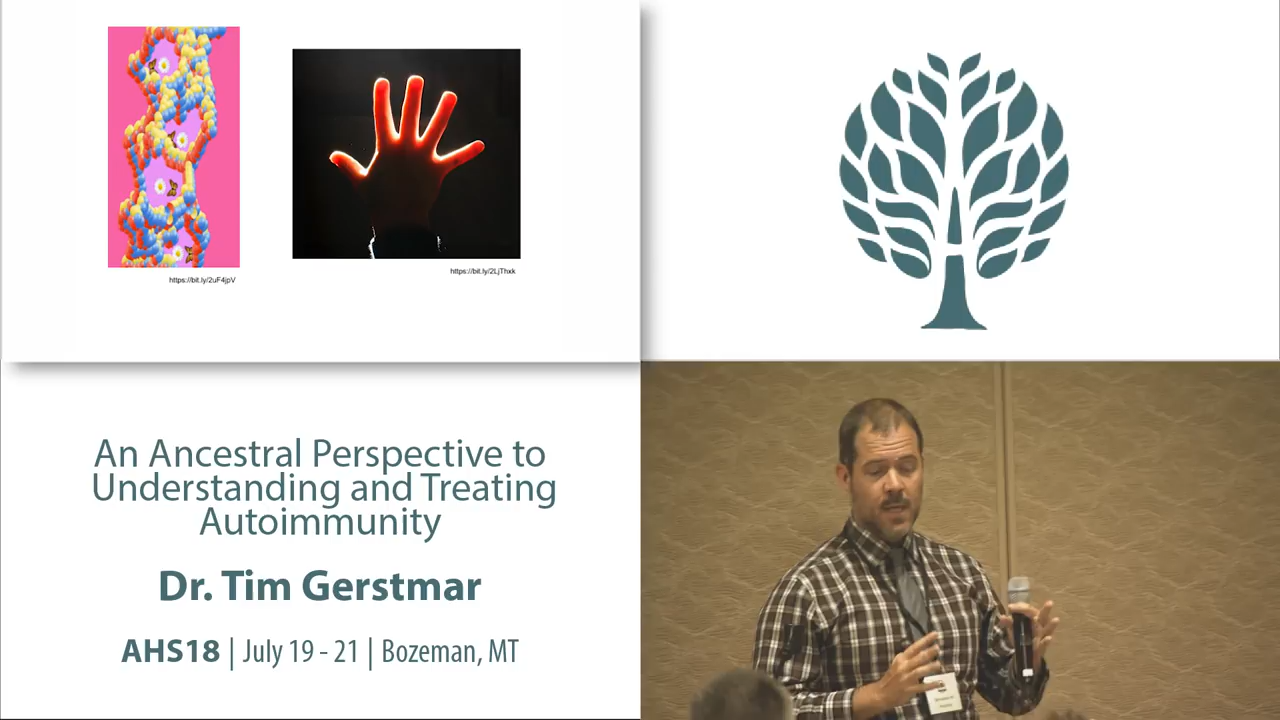 https://bit.ly/2uF4jpV
https://bit.ly/2LjThxk
An Ancestral Perspective to
Understanding and Treating
Autoimmunity
Dr. Tim Gerstmar
AHS18 | July 19 - 21 | Bozeman, MT